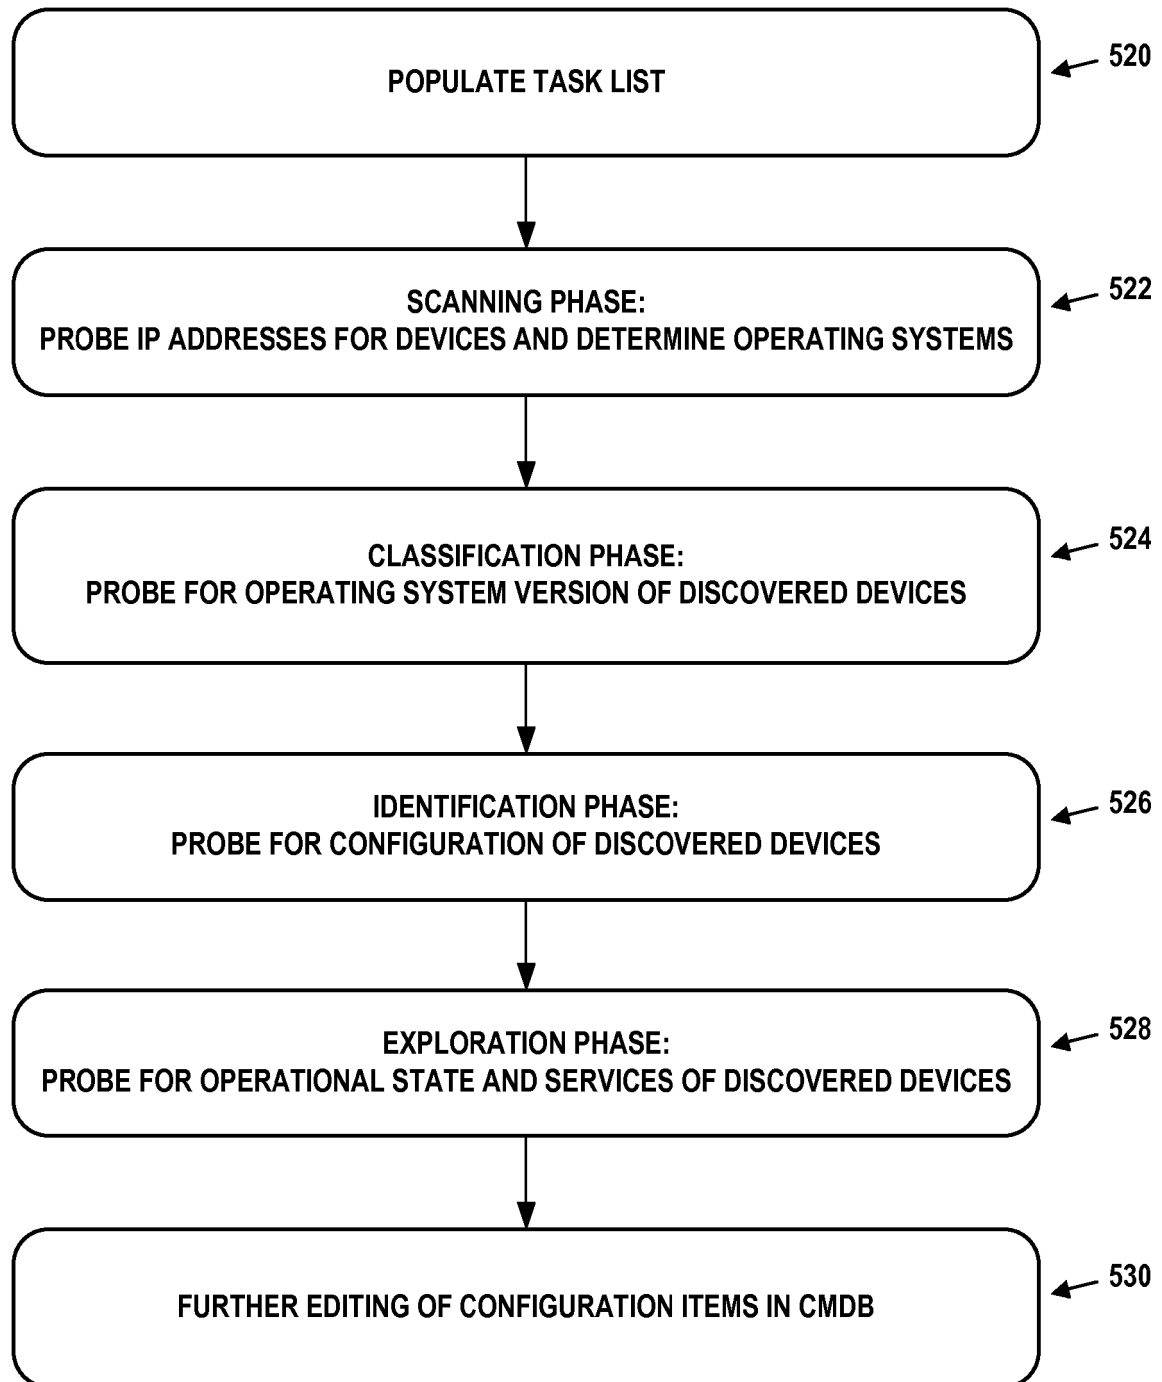 POPULATE TASK LIST
520
SCANNING PHASE:
PROBE IP ADDRESSES FOR DEVICES AND DETERMINE OPERATING SYSTEMS
522
CLASSIFICATION PHASE:
PROBE FOR OPERATING SYSTEM VERSION OF DISCOVERED DEVICES
524
IDENTIFICATION PHASE:
PROBE FOR CONFIGURATION OF DISCOVERED DEVICES
526
EXPLORATION PHASE:
PROBE FOR OPERATIONAL STATE AND SERVICES OF DISCOVERED DEVICES
528
FURTHER EDITING OF CONFIGURATION ITEMS IN CMDB
530